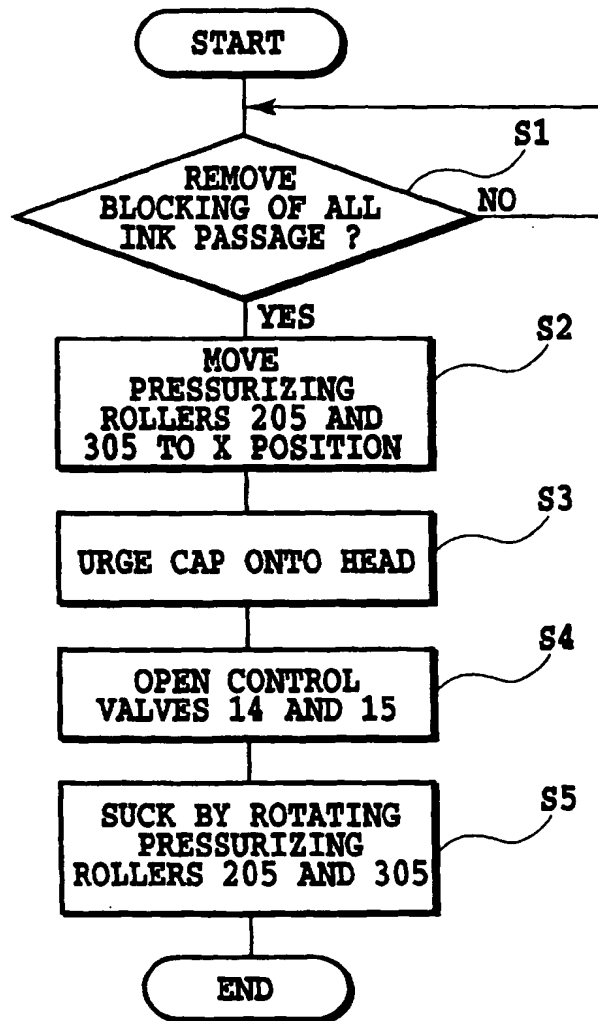 START
S1
REMOVE
BLOCKING OF ALL
INK PASSAGE ?
NO
YES
S2
MOVE
PRESSURIZING
ROLLERS 205 AND
305 TO X POSITION
S3
URGE CAP ONTO HEAD
S4
OPEN CONTROL
VALVES 14 AND 15
S5
SUCK BY ROTATING
PRESSURIZING
ROLLERS 205 AND 305
END